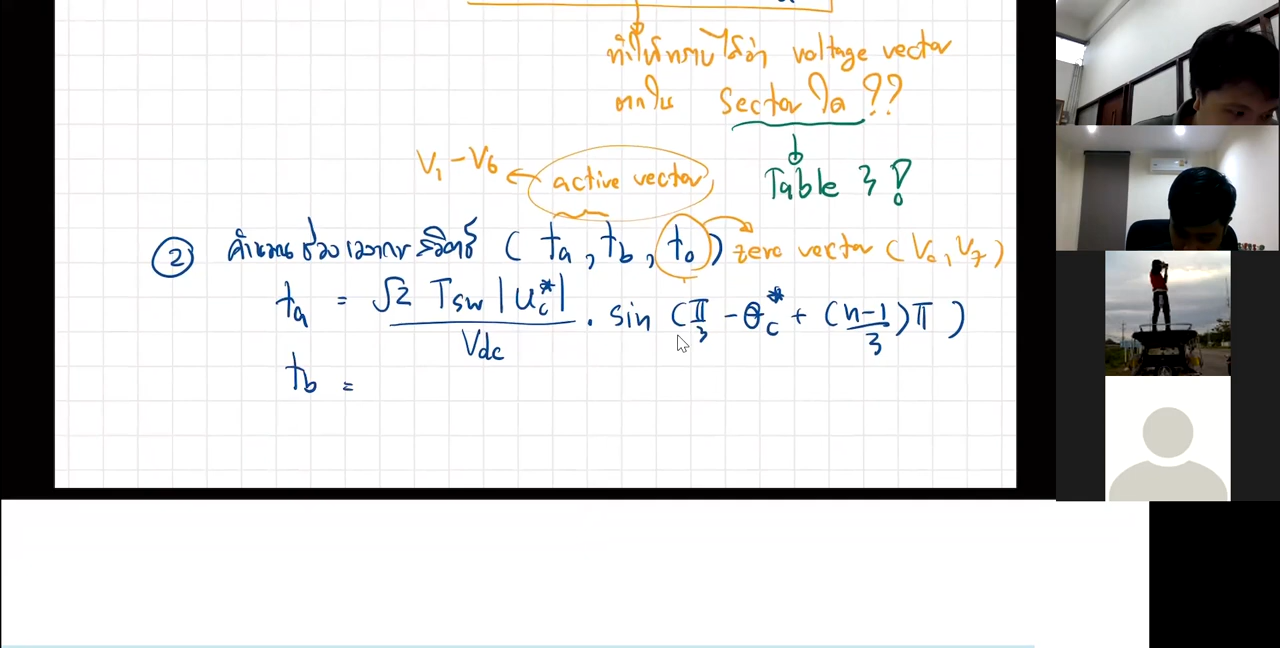 ทำให้ทราบได้ว่า voltage vector
ตกใน sector ใด ??
V₁ - V₆ ← active vector
Table 3 !
② คำนวณช่วงเวลาการสวิตช์ ( ta , tb , t₀ ) zero vector ( V₀ , V₇ )
ta = √2 Tsw |Uc*| / Vdc · sin ( π/3 - θc* + (n-1/3) π )
tb =